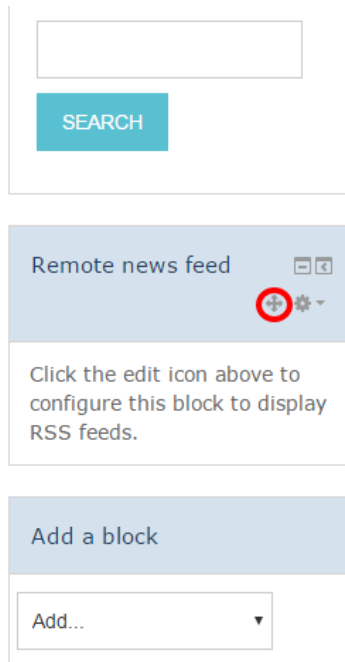 SEARCH
Remote news feed
Click the edit icon above to
configure this block to display
RSS feeds.
Add a block
Add...